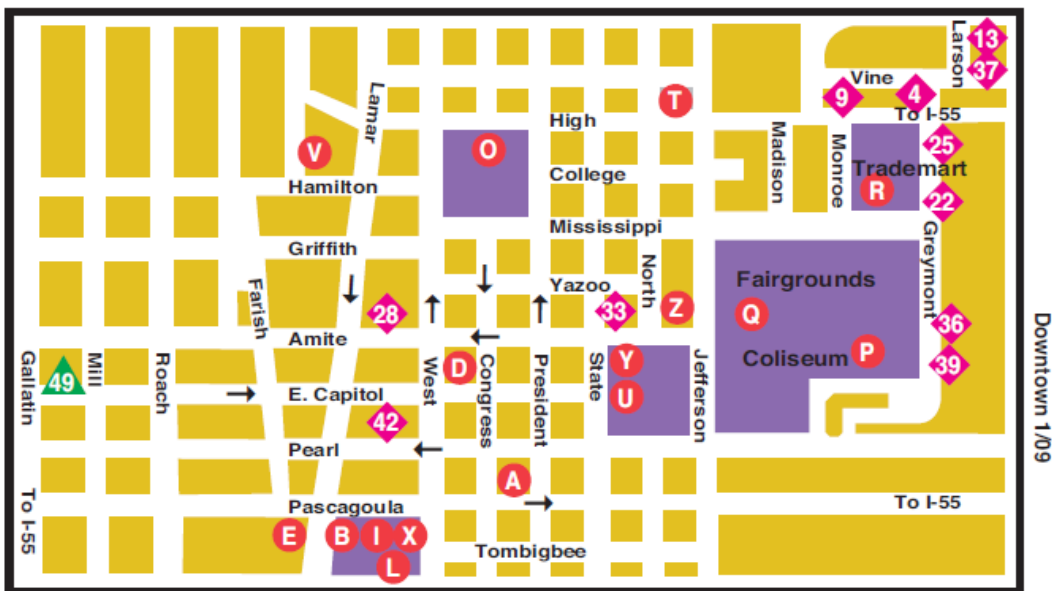 Larson
13
37
Vine
9
4
To I-55
Lamar
T
High
V
O
College
Madison
Monroe
25
Trademart
R
22
Hamilton
Mississippi
Greymont
Griffith
Farish
Yazoo
North
Fairgrounds
28
33
Z
Q
36
Amite
Coliseum
P
39
Downtown 1/09
Gallatin
49
Mill
Roach
West
D
Congress
President
State
Y
U
Jefferson
E. Capitol
42
Pearl
A
To I-55
Pascagoula
To I-55
E
B
I
X
L
Tombigbee